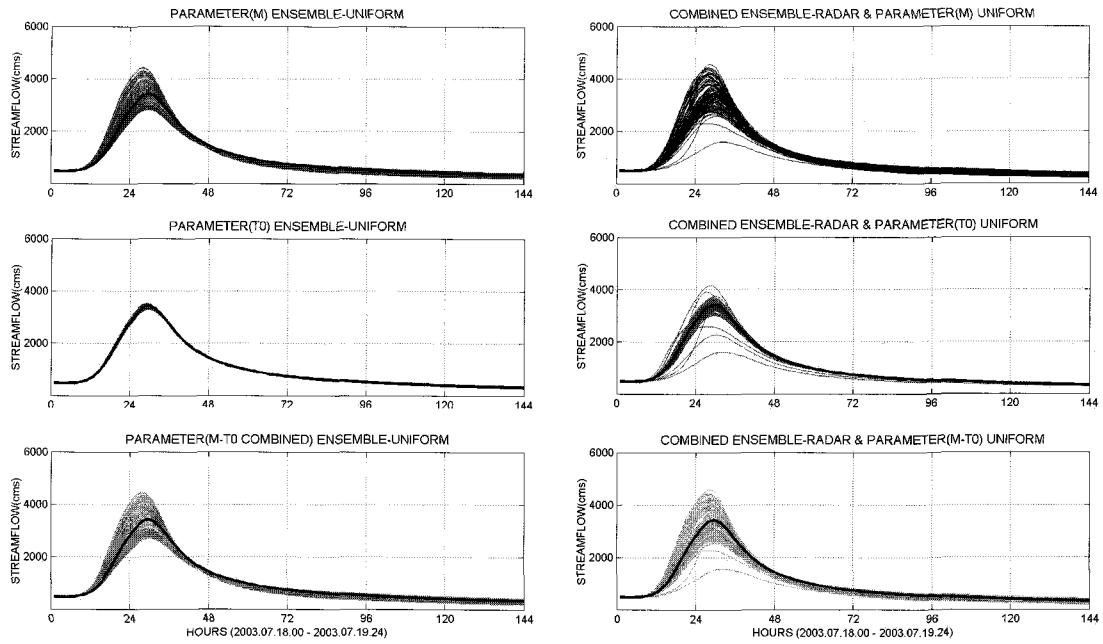 PARAMETER(M) ENSEMBLE-UNIFORM
6000
4000
2000
STREAMFLOW(cms)
0 24 48 72 96 120 144
COMBINED ENSEMBLE-RADAR & PARAMETER(M) UNIFORM
6000
4000
2000
STREAMFLOW(cms)
0 24 48 72 96 120 144
PARAMETER(T0) ENSEMBLE-UNIFORM
6000
4000
2000
STREAMFLOW(cms)
0 24 48 72 96 120 144
COMBINED ENSEMBLE-RADAR & PARAMETER(T0) UNIFORM
6000
4000
2000
STREAMFLOW(cms)
0 24 48 72 96 120 144
PARAMETER(M-T0 COMBINED) ENSEMBLE-UNIFORM
6000
4000
2000
STREAMFLOW(cms)
0 24 48 72 96 120 144
HOURS (2003.07.18.00 - 2003.07.19.24)
COMBINED ENSEMBLE-RADAR & PARAMETER(M-T0) UNIFORM
6000
4000
2000
STREAMFLOW(cms)
0 24 48 72 96 120 144
HOURS (2003.07.18.00 - 2003.07.19.24)